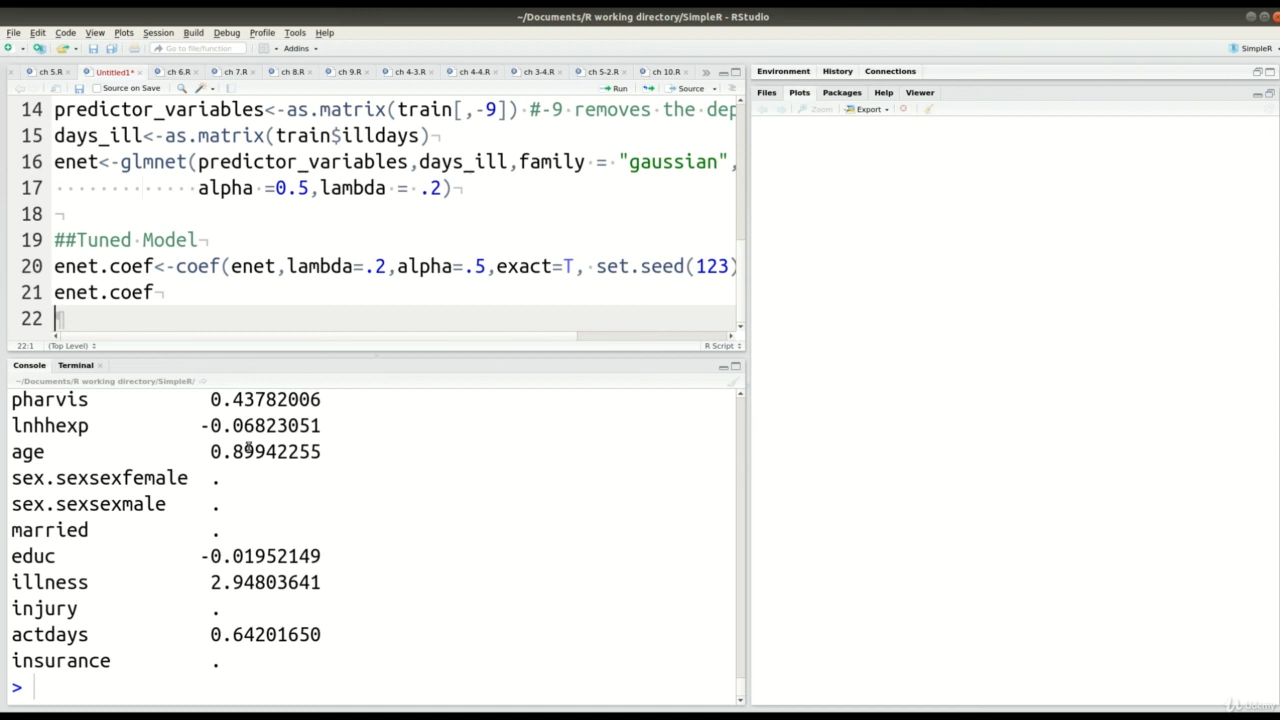 ~/Documents/R working directory/SimpleR - RStudio
File Edit Code View Plots Session Build Debug Profile Tools Help
Go to file/function Addins SimpleR
ch 5.R Untitled1* ch 6.R ch 7.R ch 8.R ch 9.R ch 4-3.R ch 4-4.R ch 3-4.R ch 5-2.R ch 10.R
Source on Save Run Source
14 predictor_variables<-as.matrix(train[,-9]) #-9 removes the dep
15 days_ill<-as.matrix(train$illdays)¬
16 enet<-glmnet(predictor_variables,days_ill,family = "gaussian",
17 alpha =0.5,lambda = .2)¬
18 ¬
19 ##Tuned Model¬
20 enet.coef<-coef(enet,lambda=.2,alpha=.5,exact=T, set.seed(123)
21 enet.coef¬
22 ¶
22:1 (Top Level) R Script
Console Terminal
~/Documents/R working directory/SimpleR/
pharvis 0.43782006
lnhhexp -0.06823051
age 0.89942255
sex.sexsexfemale .
sex.sexsexmale .
married .
educ -0.01952149
illness 2.94803641
injury .
actdays 0.64201650
insurance .
>
Environment History Connections
Files Plots Packages Help Viewer
Zoom Export
Udemy